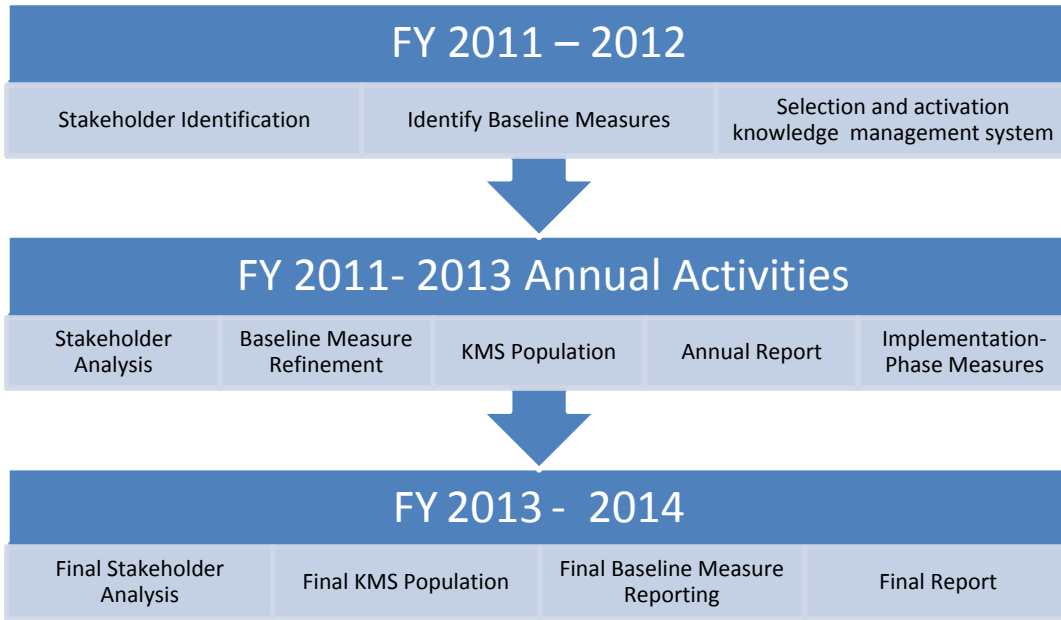 FY 2011 – 2012
Stakeholder Identification
Identify Baseline Measures
Selection and activation
knowledge management system
FY 2011- 2013 Annual Activities
Stakeholder
Analysis
Baseline Measure
Refinement
KMS Population
Annual Report
Implementation-
Phase Measures
FY 2013 - 2014
Final Stakeholder
Analysis
Final KMS Population
Final Baseline Measure
Reporting
Final Report